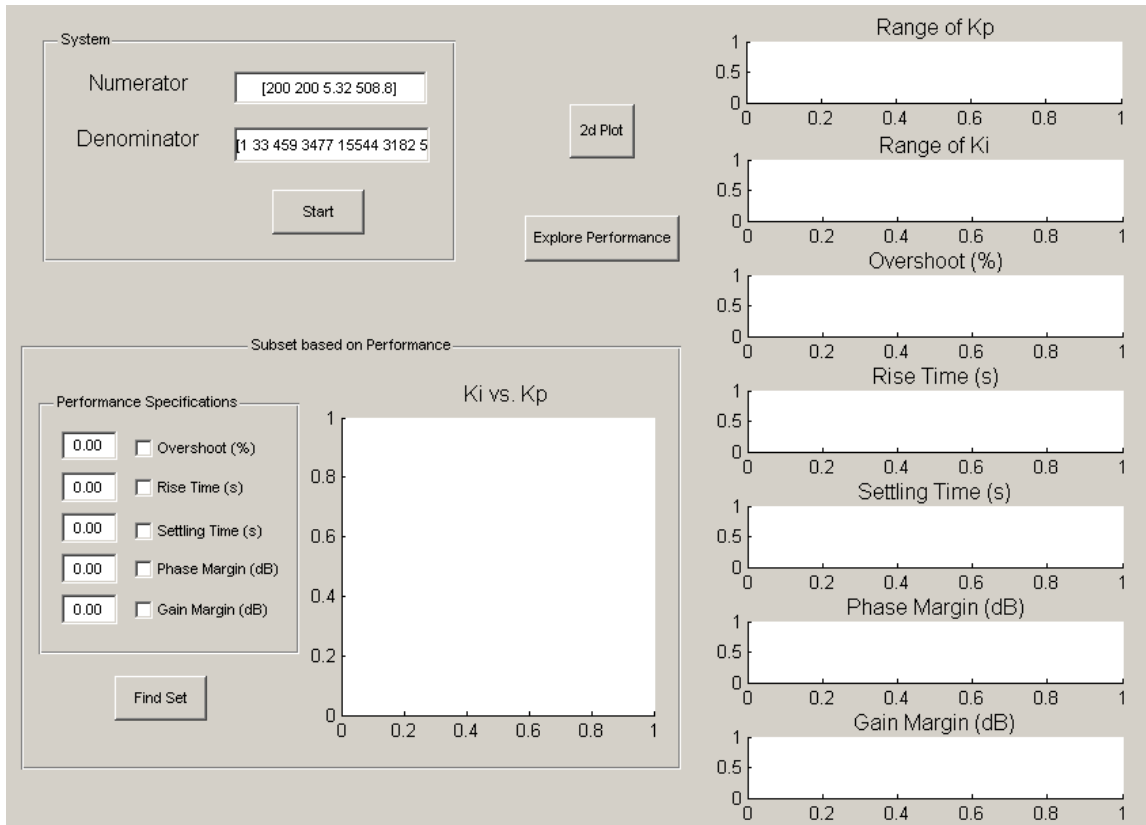 System
Numerator
[200 200 5.32 508.8]
Denominator
[1 33 459 3477 15544 3182 5
Start
2d Plot
Explore Performance
Subset based on Performance
Performance Specifications
0.00 Overshoot (%)
0.00 Rise Time (s)
0.00 Settling Time (s)
0.00 Phase Margin (dB)
0.00 Gain Margin (dB)
Find Set
Ki vs. Kp
1
0.8
0.6
0.4
0.2
0
0 0.2 0.4 0.6 0.8 1
Range of Kp
1
0.5
0
0 0.2 0.4 0.6 0.8 1
Range of Ki
1
0.5
0
0 0.2 0.4 0.6 0.8 1
Overshoot (%)
1
0.5
0
0 0.2 0.4 0.6 0.8 1
Rise Time (s)
1
0.5
0
0 0.2 0.4 0.6 0.8 1
Settling Time (s)
1
0.5
0
0 0.2 0.4 0.6 0.8 1
Phase Margin (dB)
1
0.5
0
0 0.2 0.4 0.6 0.8 1
Gain Margin (dB)
1
0.5
0
0 0.2 0.4 0.6 0.8 1